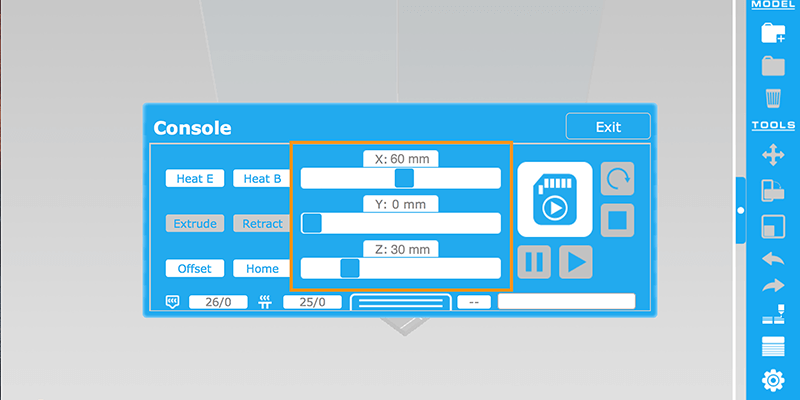 MODEL
Console
Exit
X: 60 mm
Heat E
Heat B
Y: 0 mm
Extrude
Retract
Z: 30 mm
Offset
Home
26/0
25/0
--
TOOLS